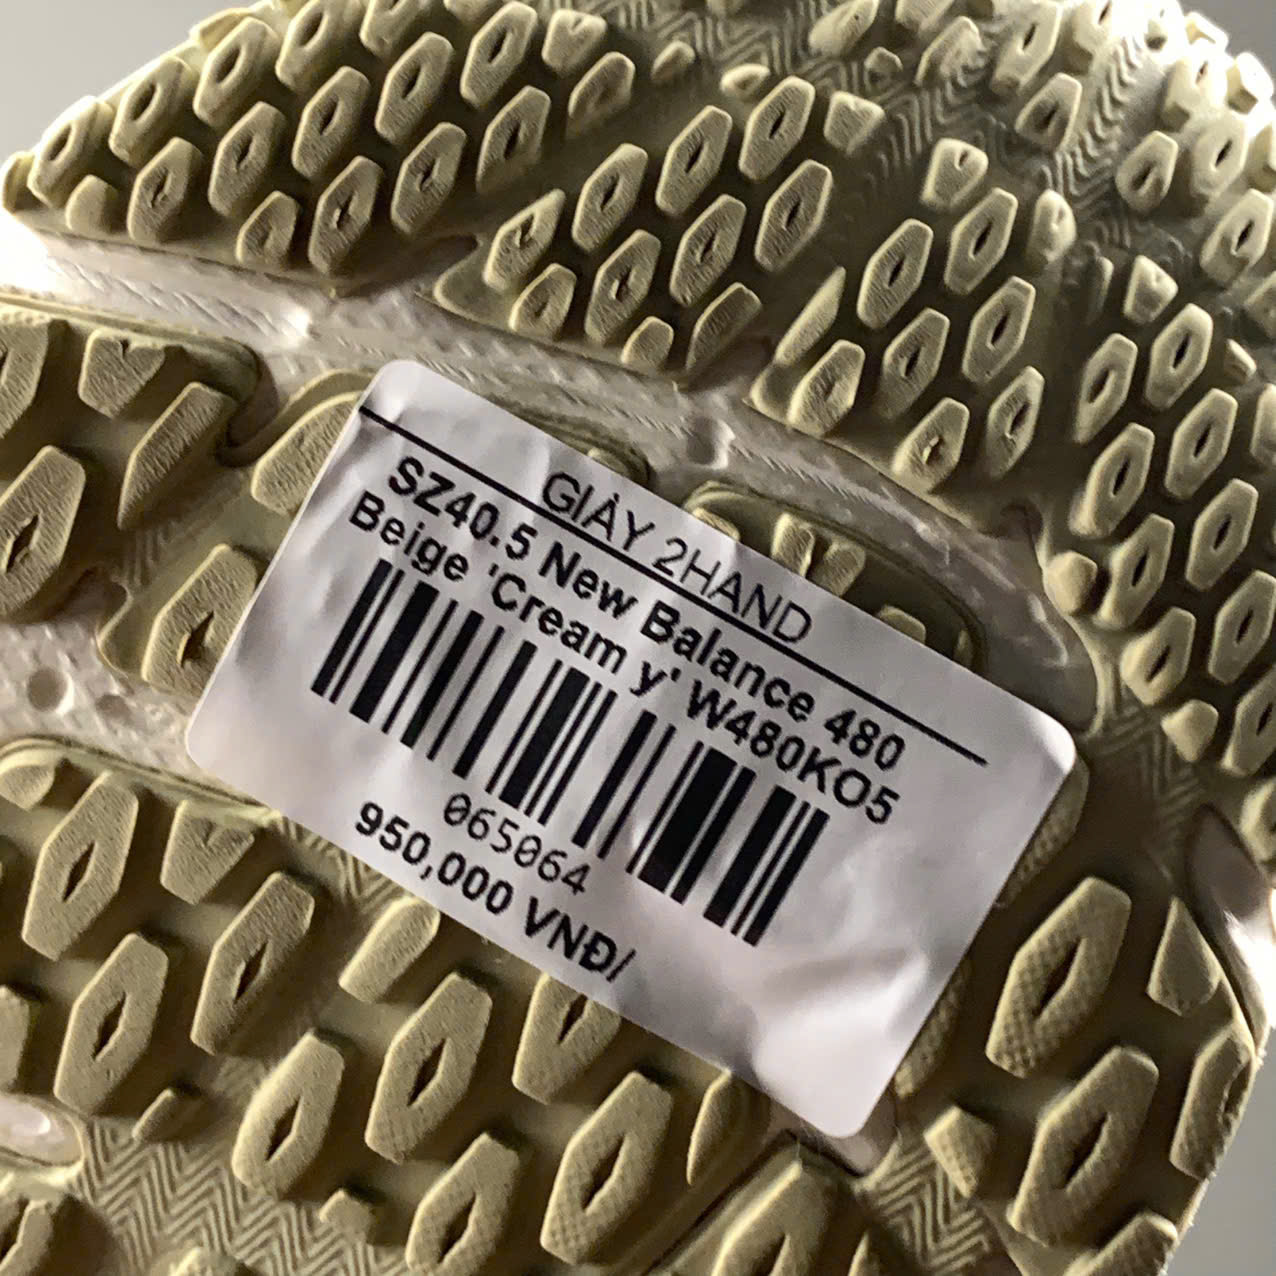 GIÀY 2HAND
SZ40.5 New Balance 480
Beige 'Cream y' W480KO5
065064
950,000 VNĐ/